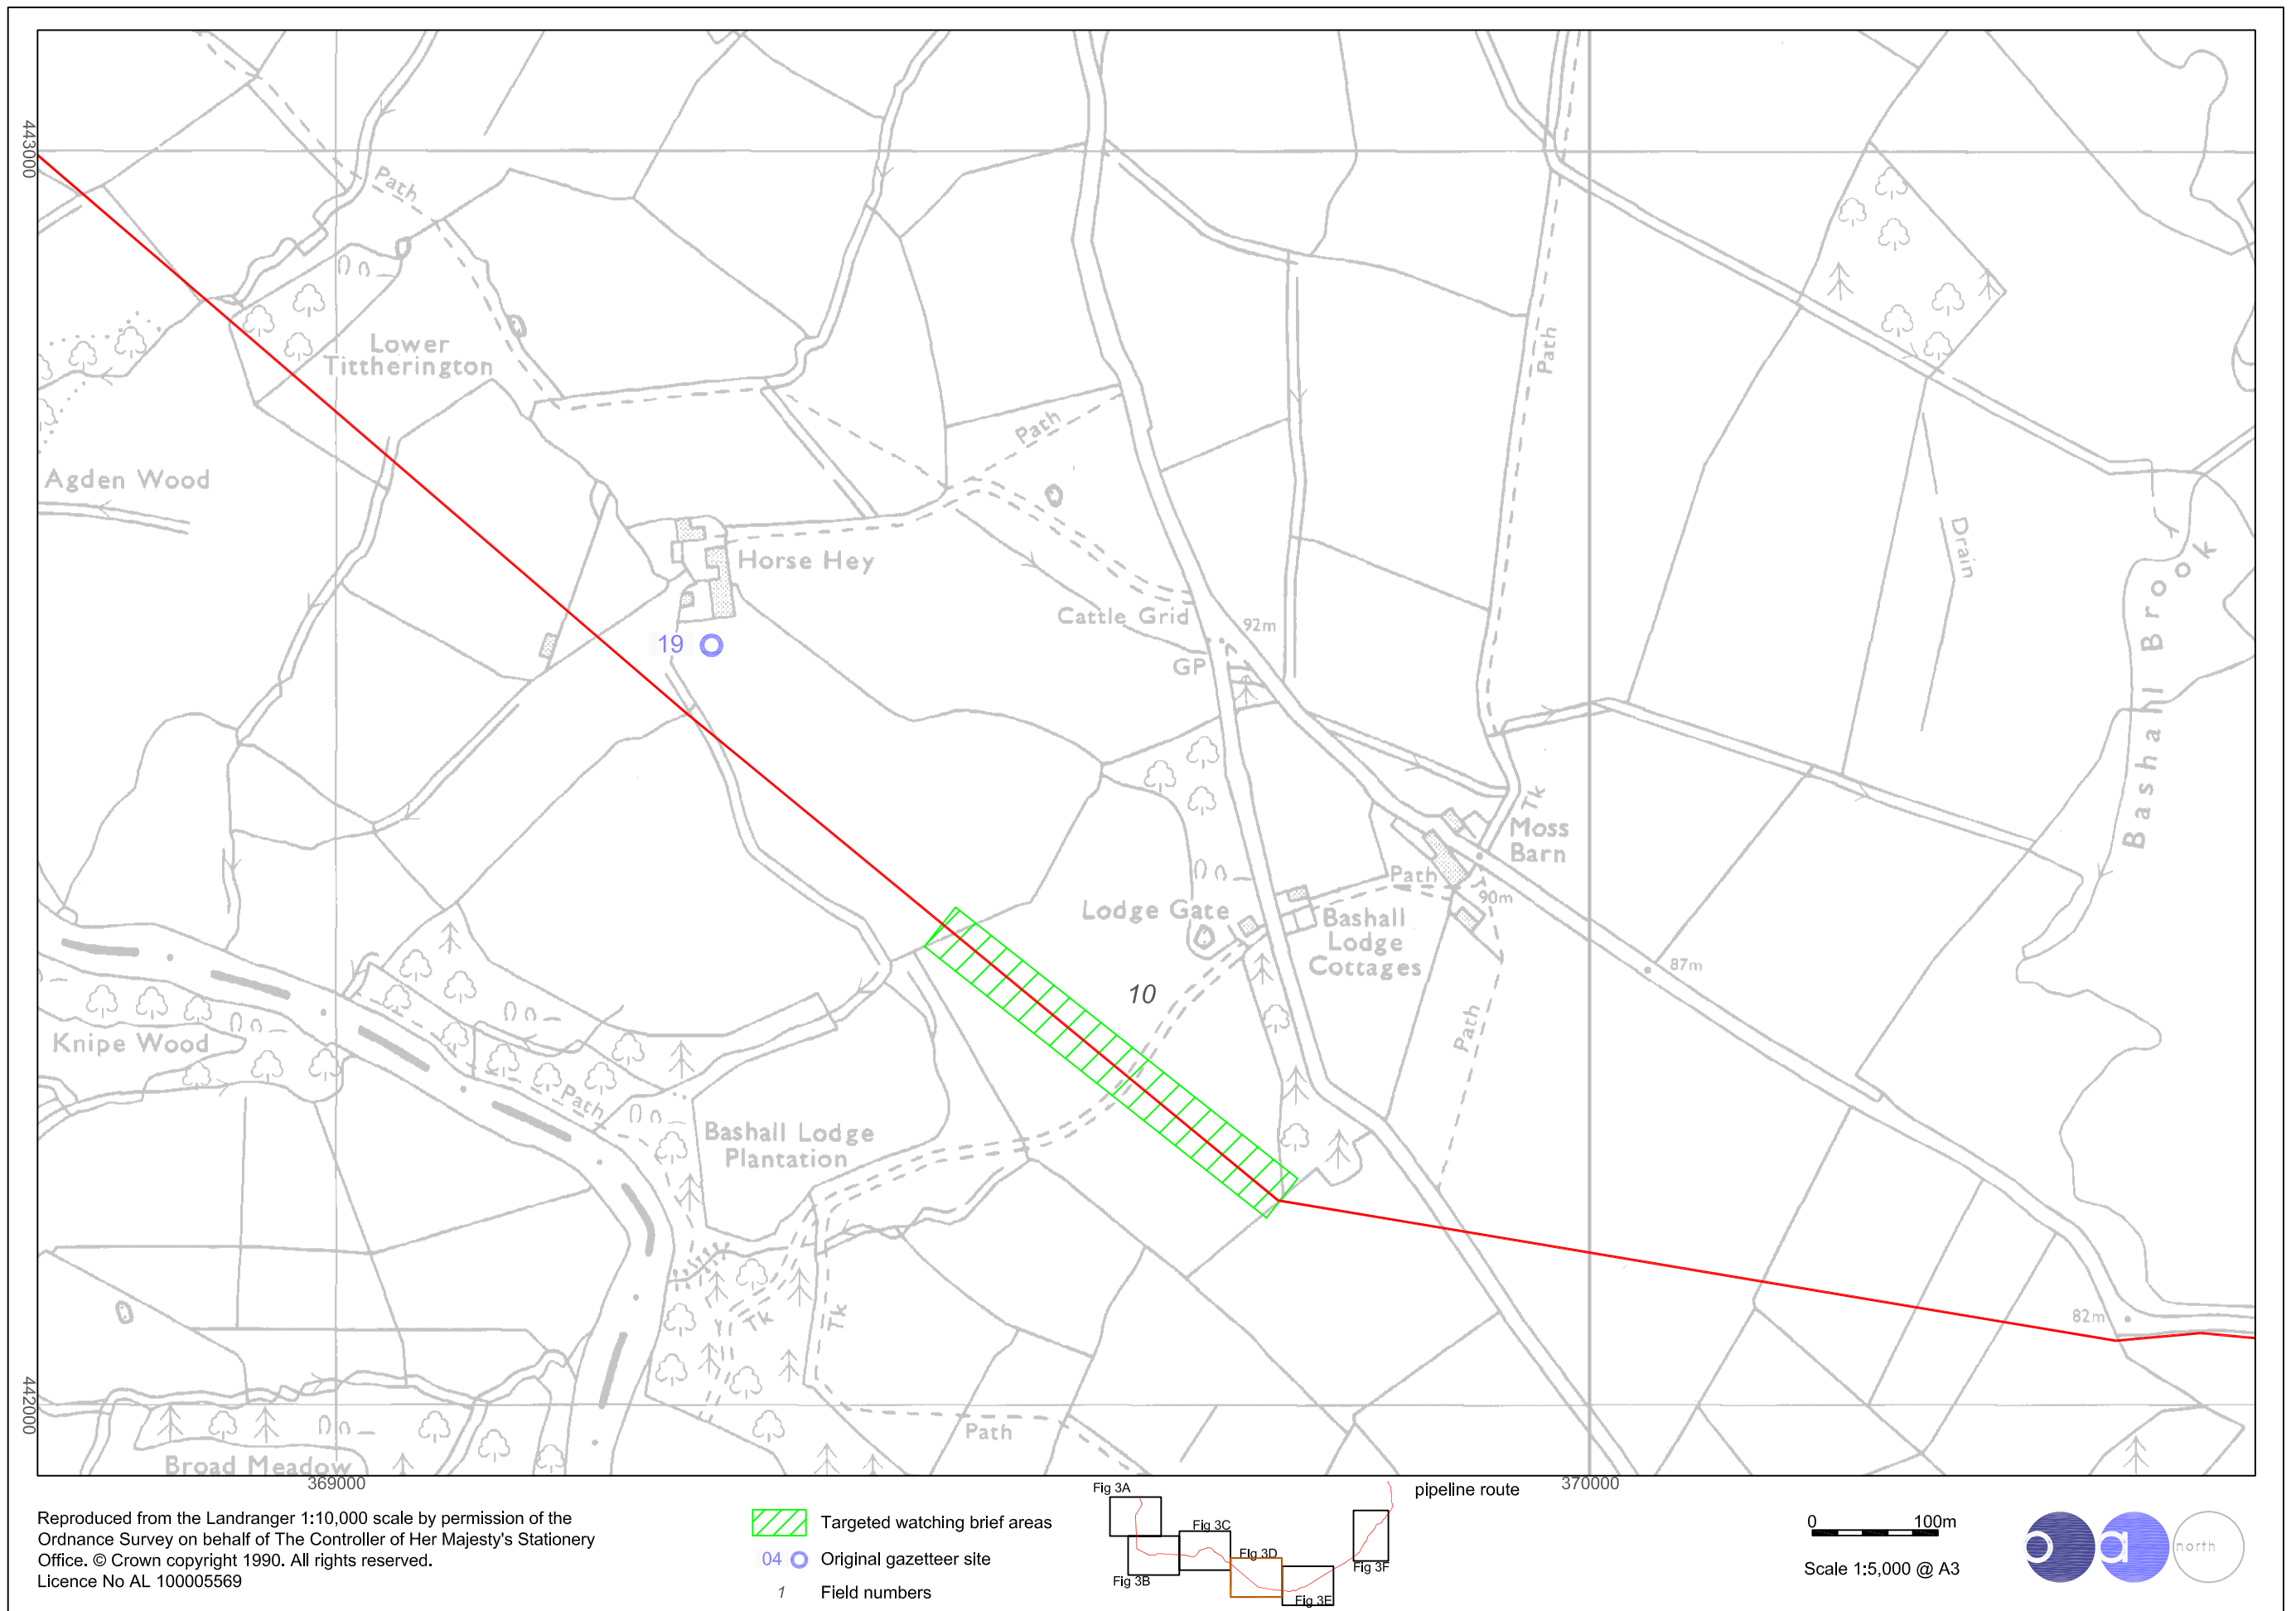 443000
Path
Lower
Tittherington
Path
Path
Agden Wood
Horse Hey
Drain
Cattle Grid
92m
GP
19
Bashall Brook
Tk
Moss
Barn
Path
90m
Lodge Gate
Bashall
Lodge
Cottages
87m
10
Knipe Wood
Path
Path
Bashall Lodge
Plantation
Tk
Tk
82m
442000
Path
Broad Meadow
369000
370000
Reproduced from the Landranger 1:10,000 scale by permission of the
Ordnance Survey on behalf of The Controller of Her Majesty's Stationery
Office. © Crown copyright 1990. All rights reserved.
Licence No AL 100005569
Targeted watching brief areas
04 Original gazetteer site
1 Field numbers
Fig 3A
Fig 3B
Fig 3C
Fig 3D
Fig 3E
Fig 3F
pipeline route
0 100m
Scale 1:5,000 @ A3
oa north